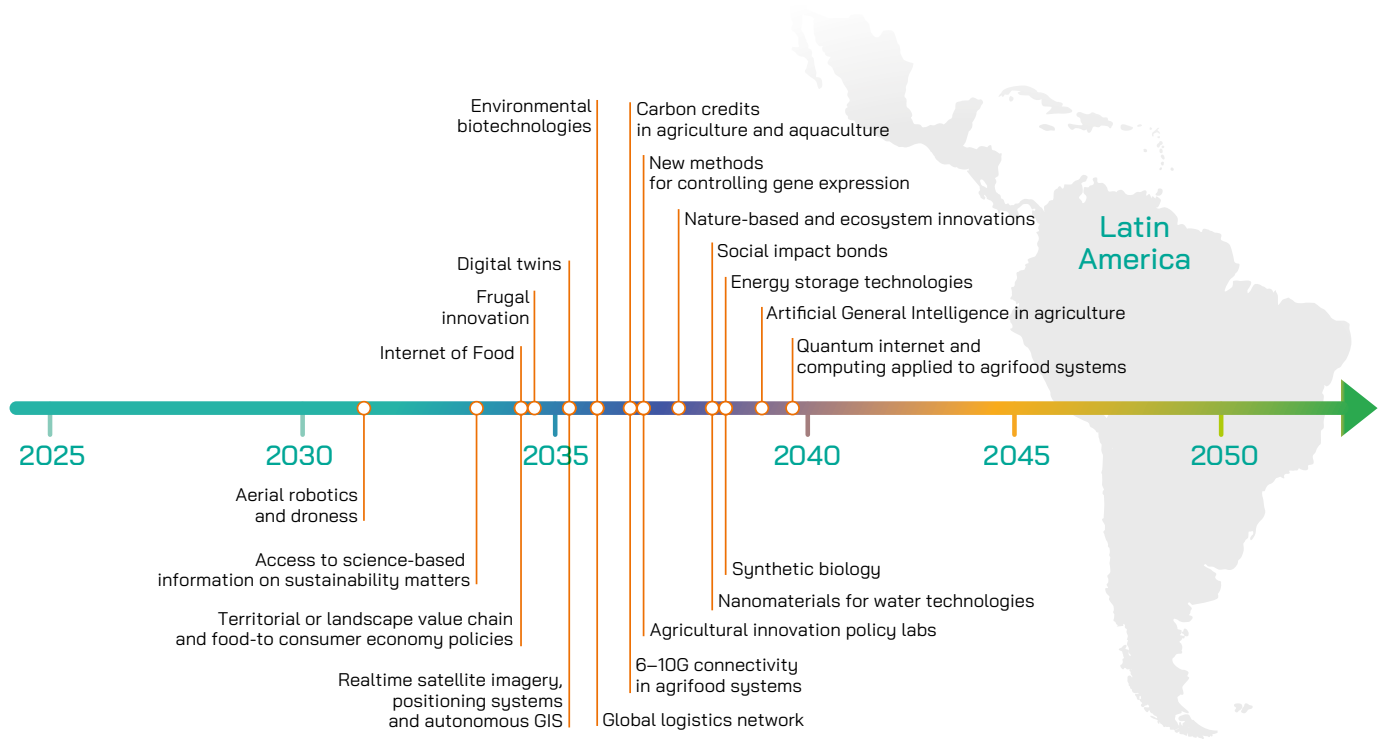 Environmental
biotechnologies
Carbon credits
in agriculture and aquaculture
New methods
for controlling gene expression
Nature-based and ecosystem innovations
Latin
America
Social impact bonds
Digital twins
Energy storage technologies
Frugal
innovation
Artificial General Intelligence in agriculture
Internet of Food
Quantum internet and
computing applied to agrifood systems
2025
2030
2035
2040
2045
2050
Aerial robotics
and droness
Access to science-based
information on sustainability matters
Synthetic biology
Nanomaterials for water technologies
Territorial or landscape value chain
and food-to consumer economy policies
Agricultural innovation policy labs
6–10G connectivity
in agrifood systems
Realtime satellite imagery,
positioning systems
and autonomous GIS
Global logistics network